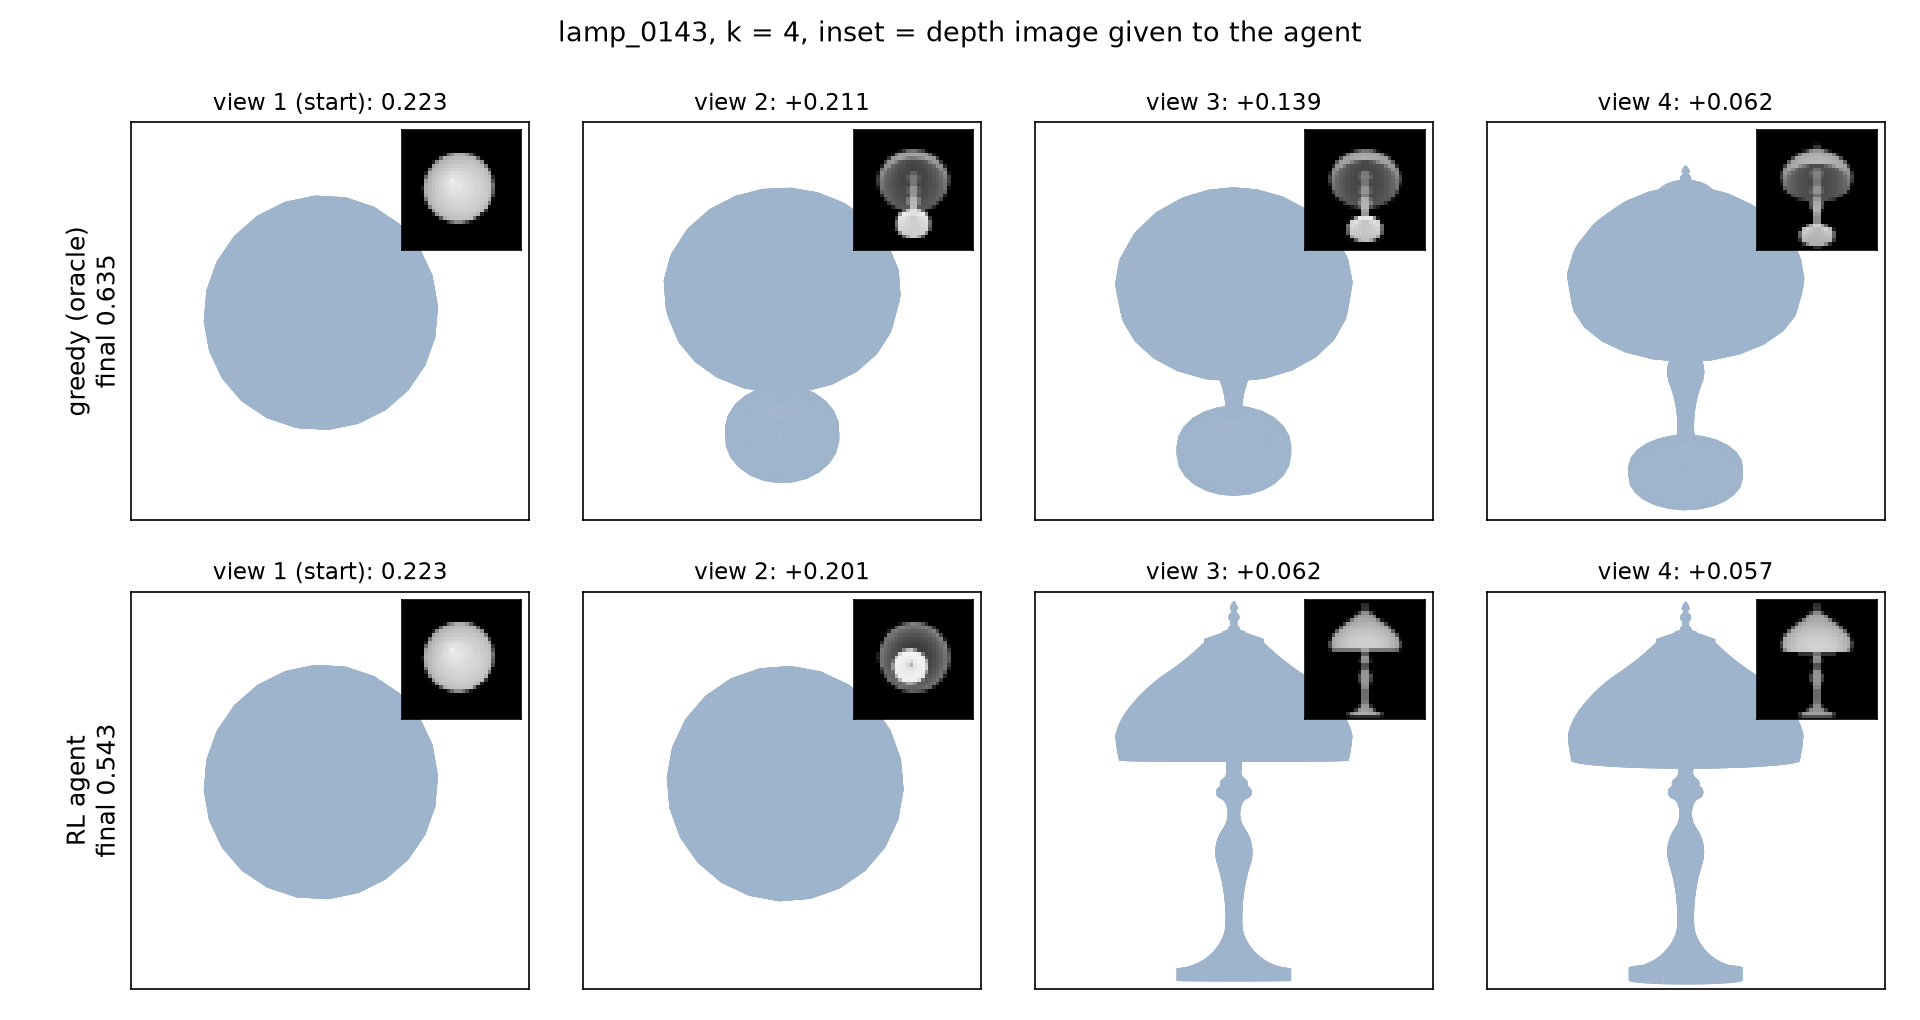 lamp_0143, k = 4, inset = depth image given to the agent
greedy (oracle)
final 0.635
view 1 (start): 0.223
view 2: +0.211
view 3: +0.139
view 4: +0.062
RL agent
final 0.543
view 1 (start): 0.223
view 2: +0.201
view 3: +0.062
view 4: +0.057